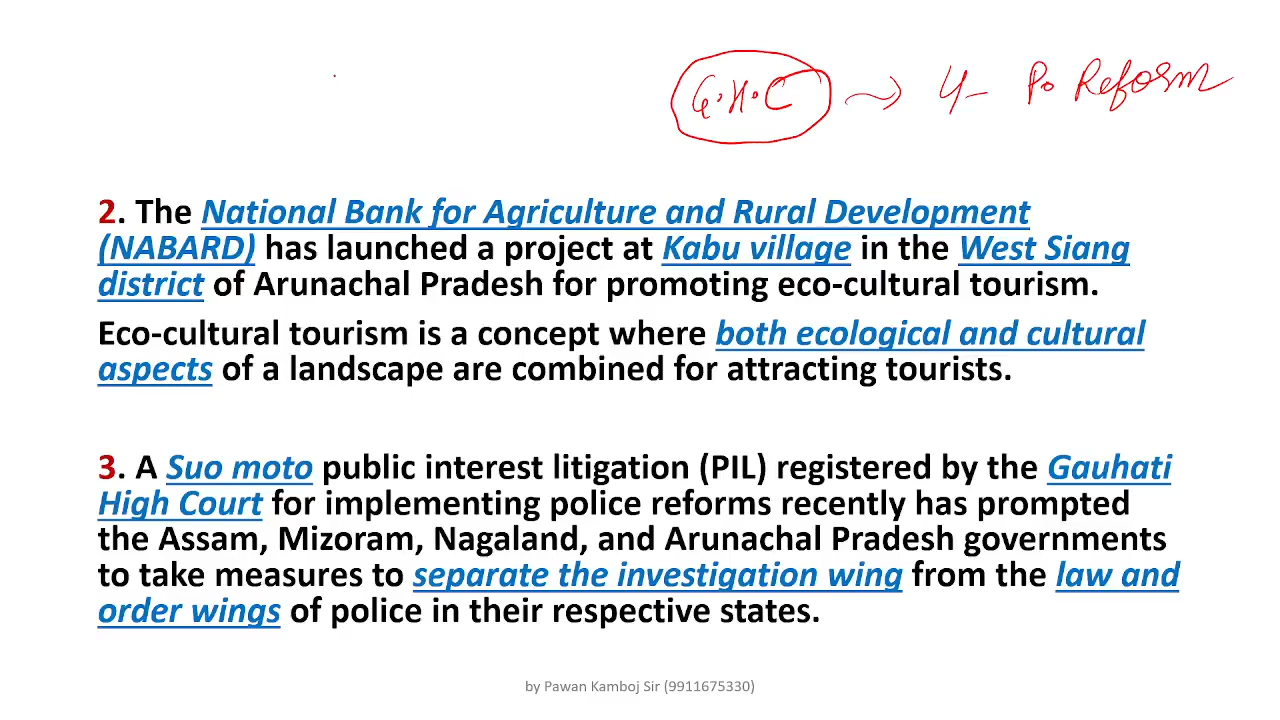 G.H.C → 4 - Po Reform
2. The National Bank for Agriculture and Rural Development
(NABARD) has launched a project at Kabu village in the West Siang
district of Arunachal Pradesh for promoting eco-cultural tourism.
Eco-cultural tourism is a concept where both ecological and cultural
aspects of a landscape are combined for attracting tourists.
3. A Suo moto public interest litigation (PIL) registered by the Gauhati
High Court for implementing police reforms recently has prompted
the Assam, Mizoram, Nagaland, and Arunachal Pradesh governments
to take measures to separate the investigation wing from the law and
order wings of police in their respective states.
by Pawan Kamboj Sir (9911675330)